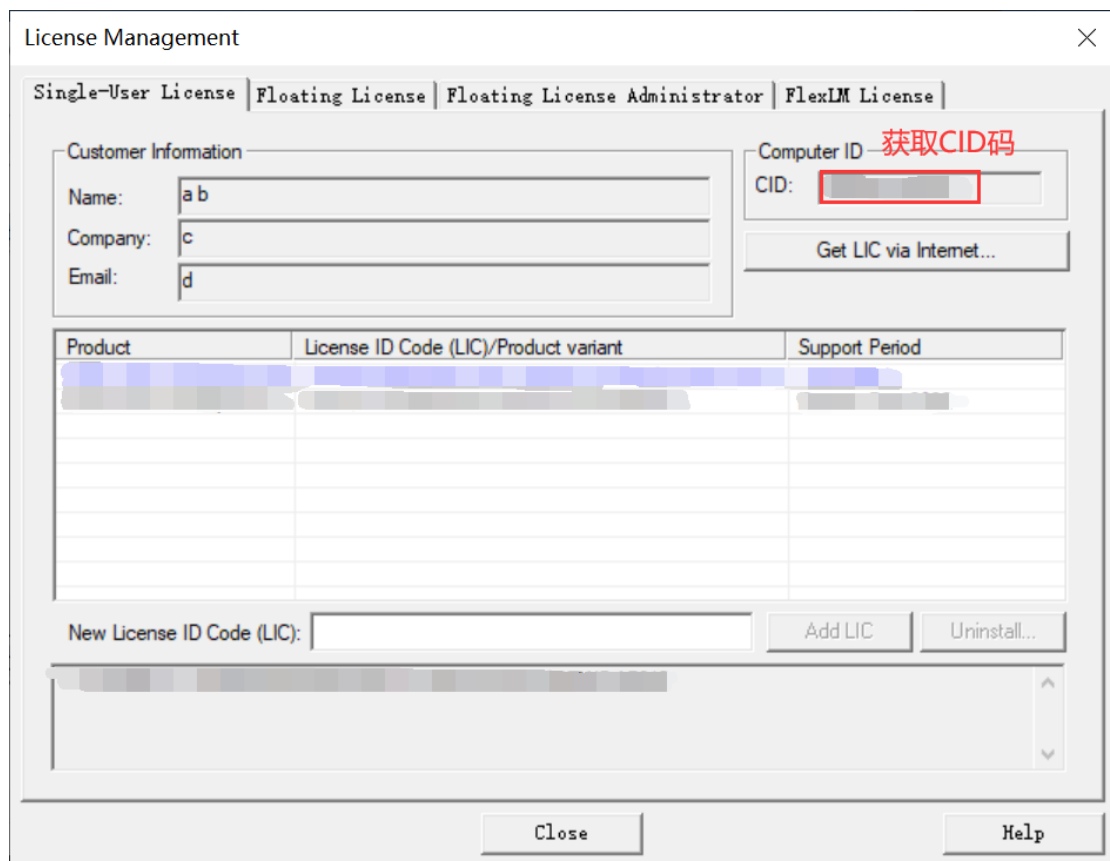 License Management
Single-User License
Floating License
Floating License Administrator
FlexLM License
Customer Information
Name:
a b
Company:
c
Email:
d
Computer ID
获取CID码
CID:
Get LIC via Internet...
Product
License ID Code (LIC)/Product variant
Support Period
New License ID Code (LIC):
Add LIC
Uninstall...
Close
Help